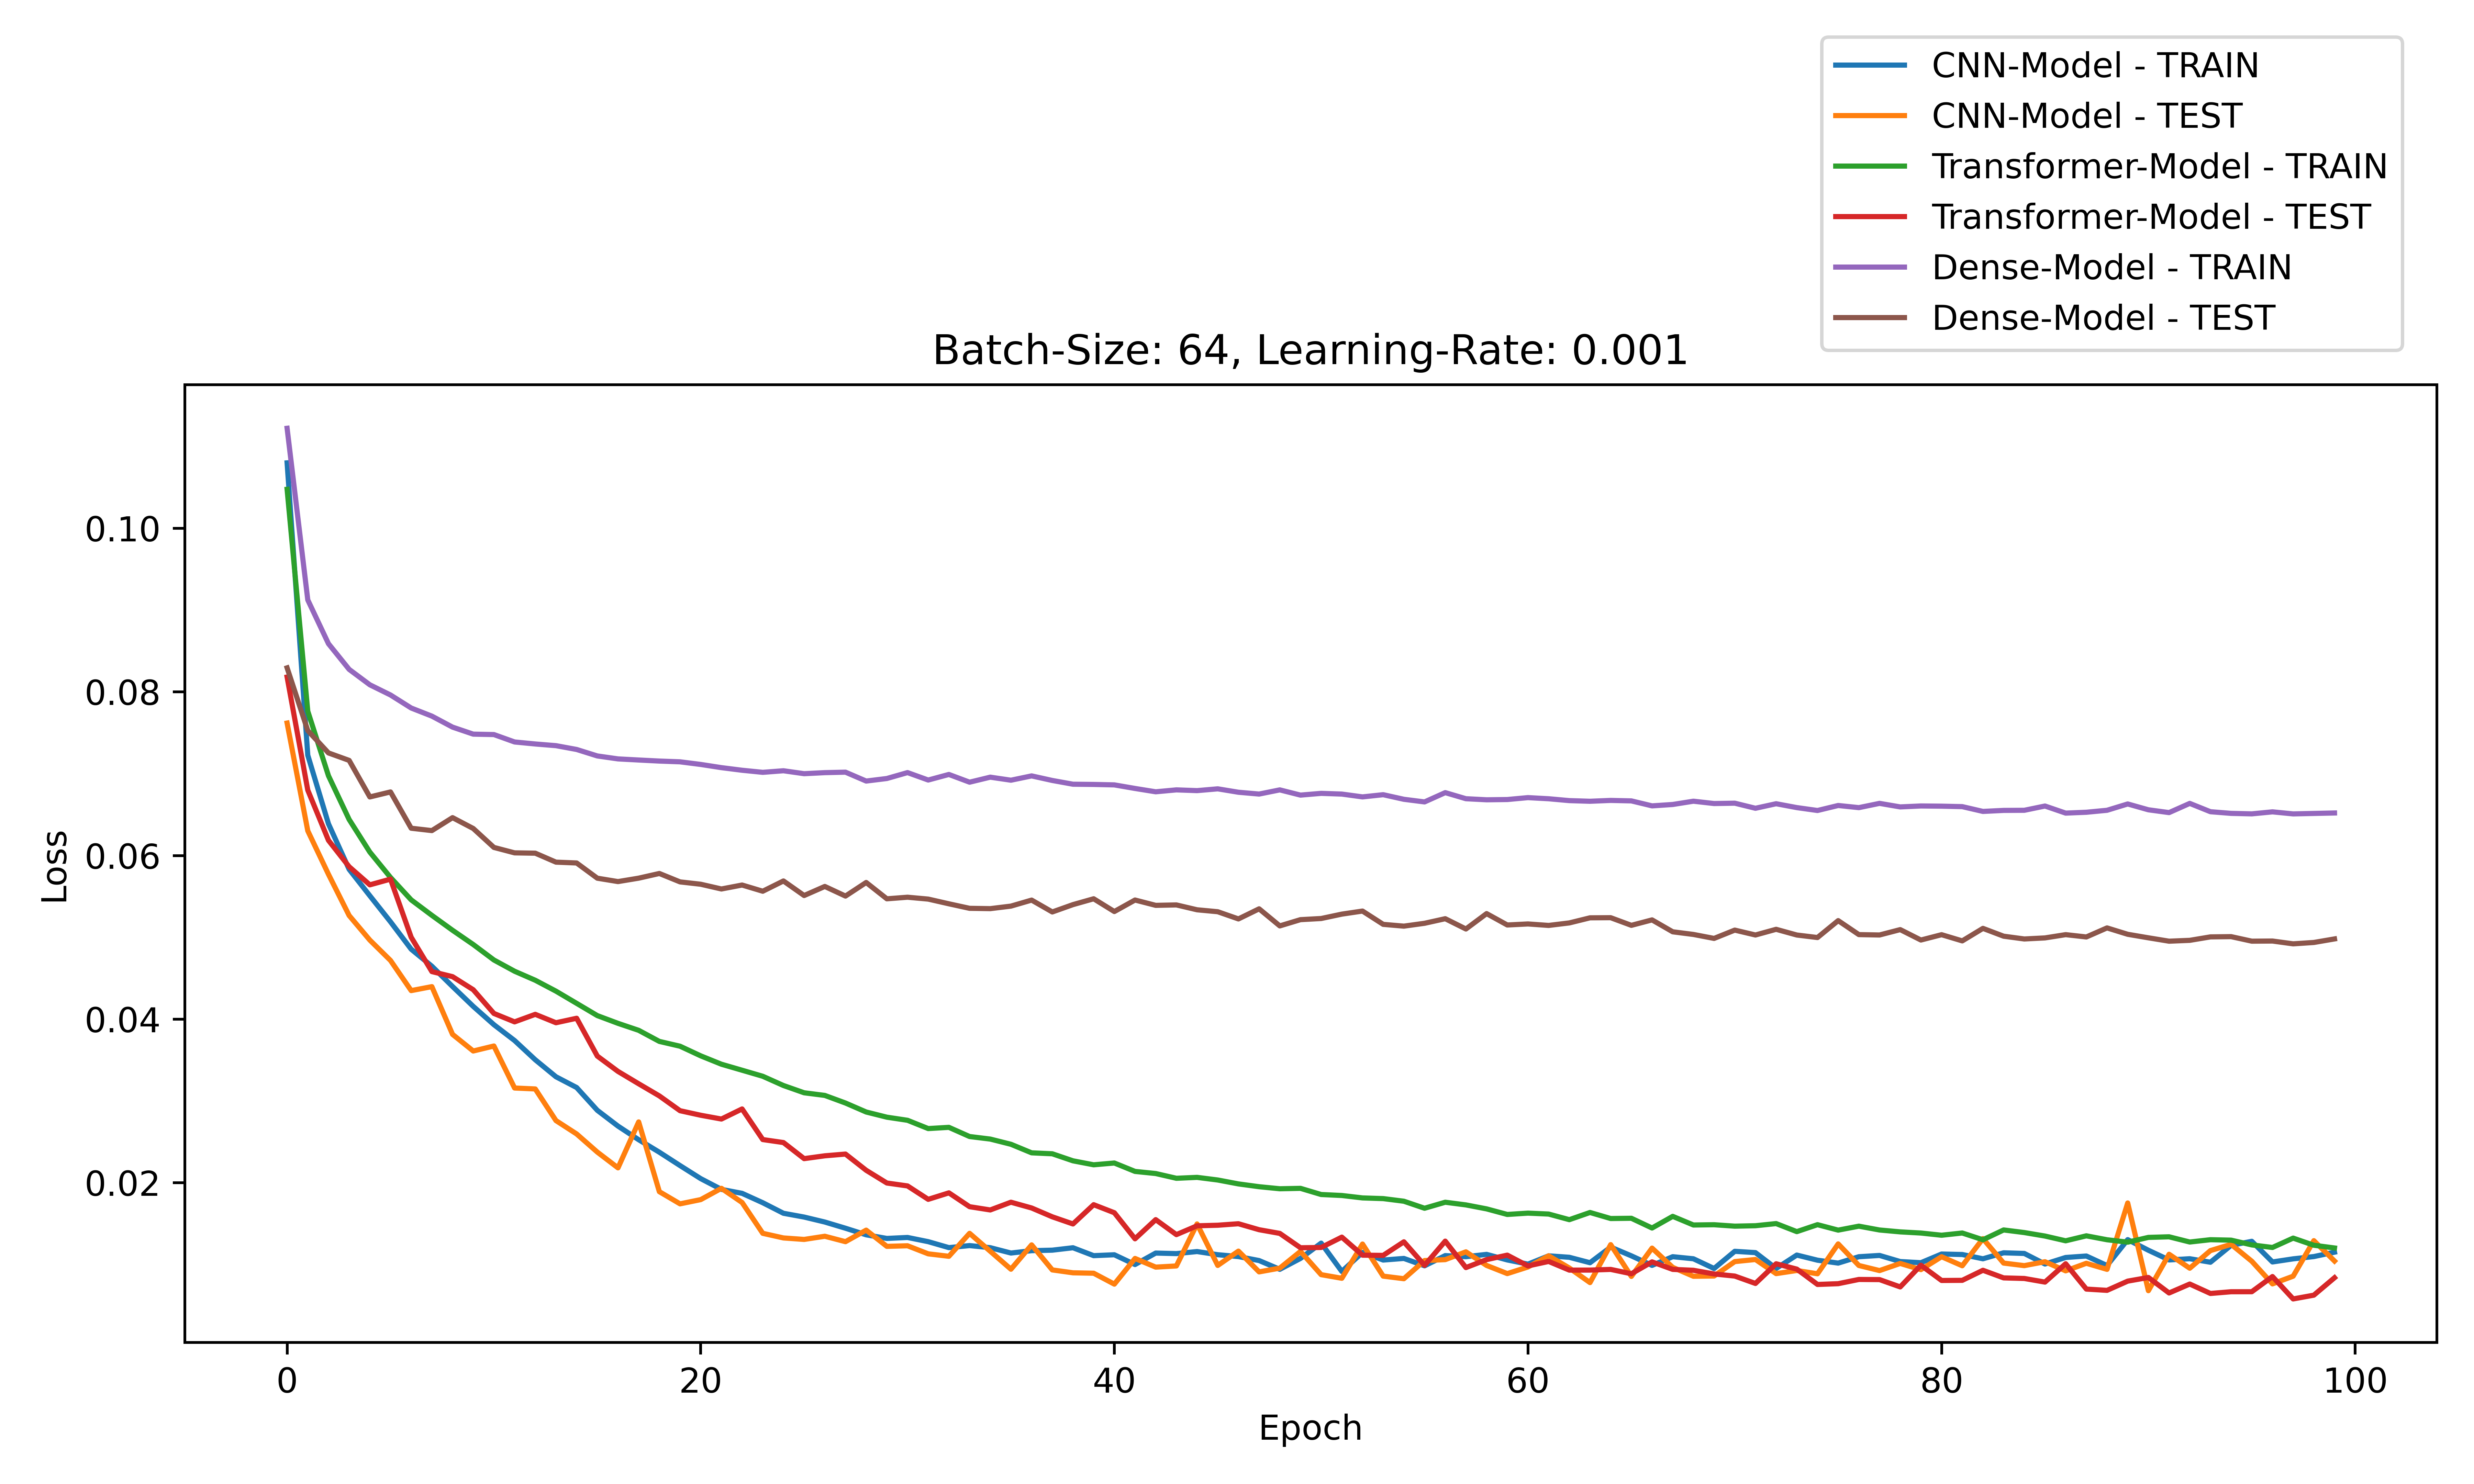 CNN-Model - TRAIN
CNN-Model - TEST
Transformer-Model - TRAIN
Transformer-Model - TEST
Dense-Model - TRAIN
Dense-Model - TEST
Batch-Size: 64, Learning-Rate: 0.001
0.10
0.08
0.06
0.04
0.02
Loss
0 20 40 60 80 100
Epoch